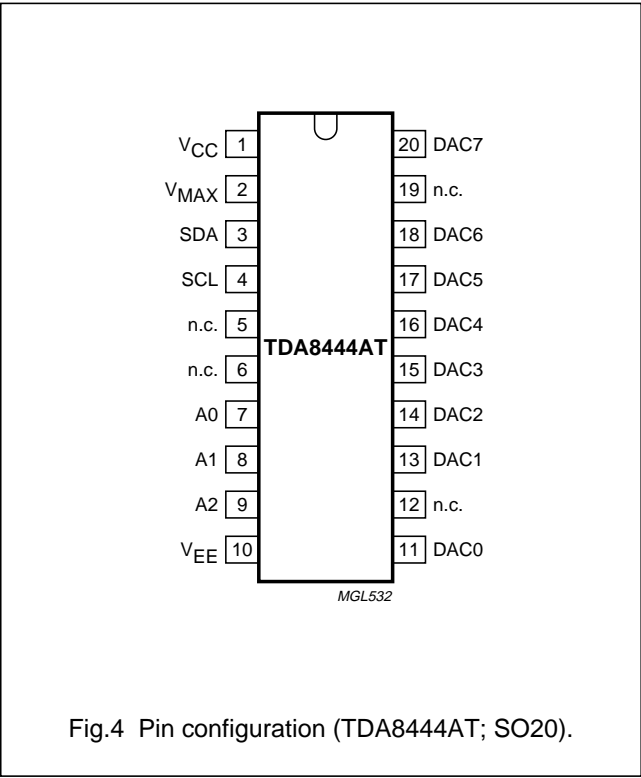 VCC 1
VMAX 2
SDA 3
SCL 4
n.c. 5
n.c. 6
A0 7
A1 8
A2 9
VEE 10
TDA8444AT
20 DAC7
19 n.c.
18 DAC6
17 DAC5
16 DAC4
15 DAC3
14 DAC2
13 DAC1
12 n.c.
11 DAC0
MGL532
Fig.4 Pin configuration (TDA8444AT; SO20).